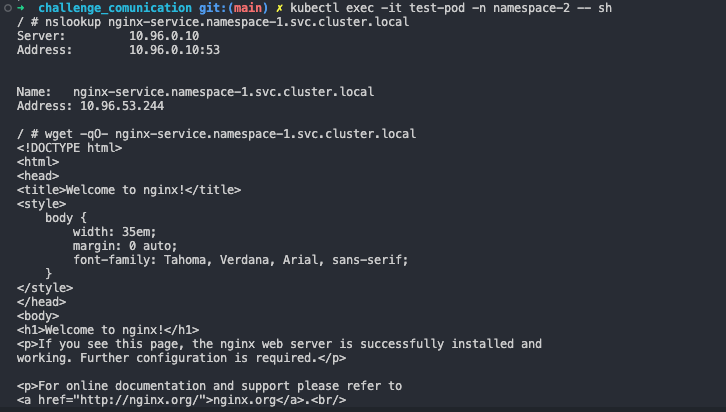 ➜ challenge_comunication git:(main) ✗ kubectl exec -it test-pod -n namespace-2 -- sh
/ # nslookup nginx-service.namespace-1.svc.cluster.local
Server:         10.96.0.10
Address:        10.96.0.10:53
Name:   nginx-service.namespace-1.svc.cluster.local
Address: 10.96.53.244
/ # wget -qO- nginx-service.namespace-1.svc.cluster.local
<!DOCTYPE html>
<html>
<head>
<title>Welcome to nginx!</title>
<style>
    body {
        width: 35em;
        margin: 0 auto;
        font-family: Tahoma, Verdana, Arial, sans-serif;
    }
</style>
</head>
<body>
<h1>Welcome to nginx!</h1>
<p>If you see this page, the nginx web server is successfully installed and
working. Further configuration is required.</p>
<p>For online documentation and support please refer to
<a href="http://nginx.org/">nginx.org</a>.<br/>